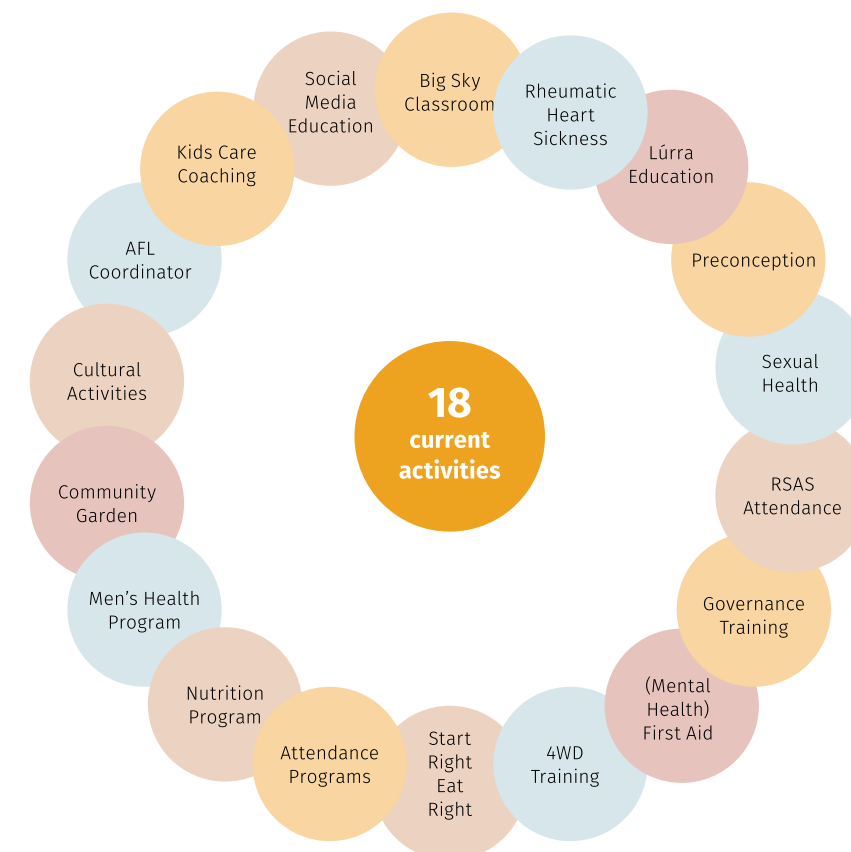 Social
Media
Education
Big Sky
Classroom
Rheumatic
Heart
Sickness
Lúrra
Education
Preconception
Sexual
Health
RSAS
Attendance
Governance
Training
(Mental
Health)
First Aid
4WD
Training
Start
Right
Eat
Right
Attendance
Programs
Nutrition
Program
Men’s Health
Program
Community
Garden
Cultural
Activities
AFL
Coordinator
Kids Care
Coaching
18
current
activities